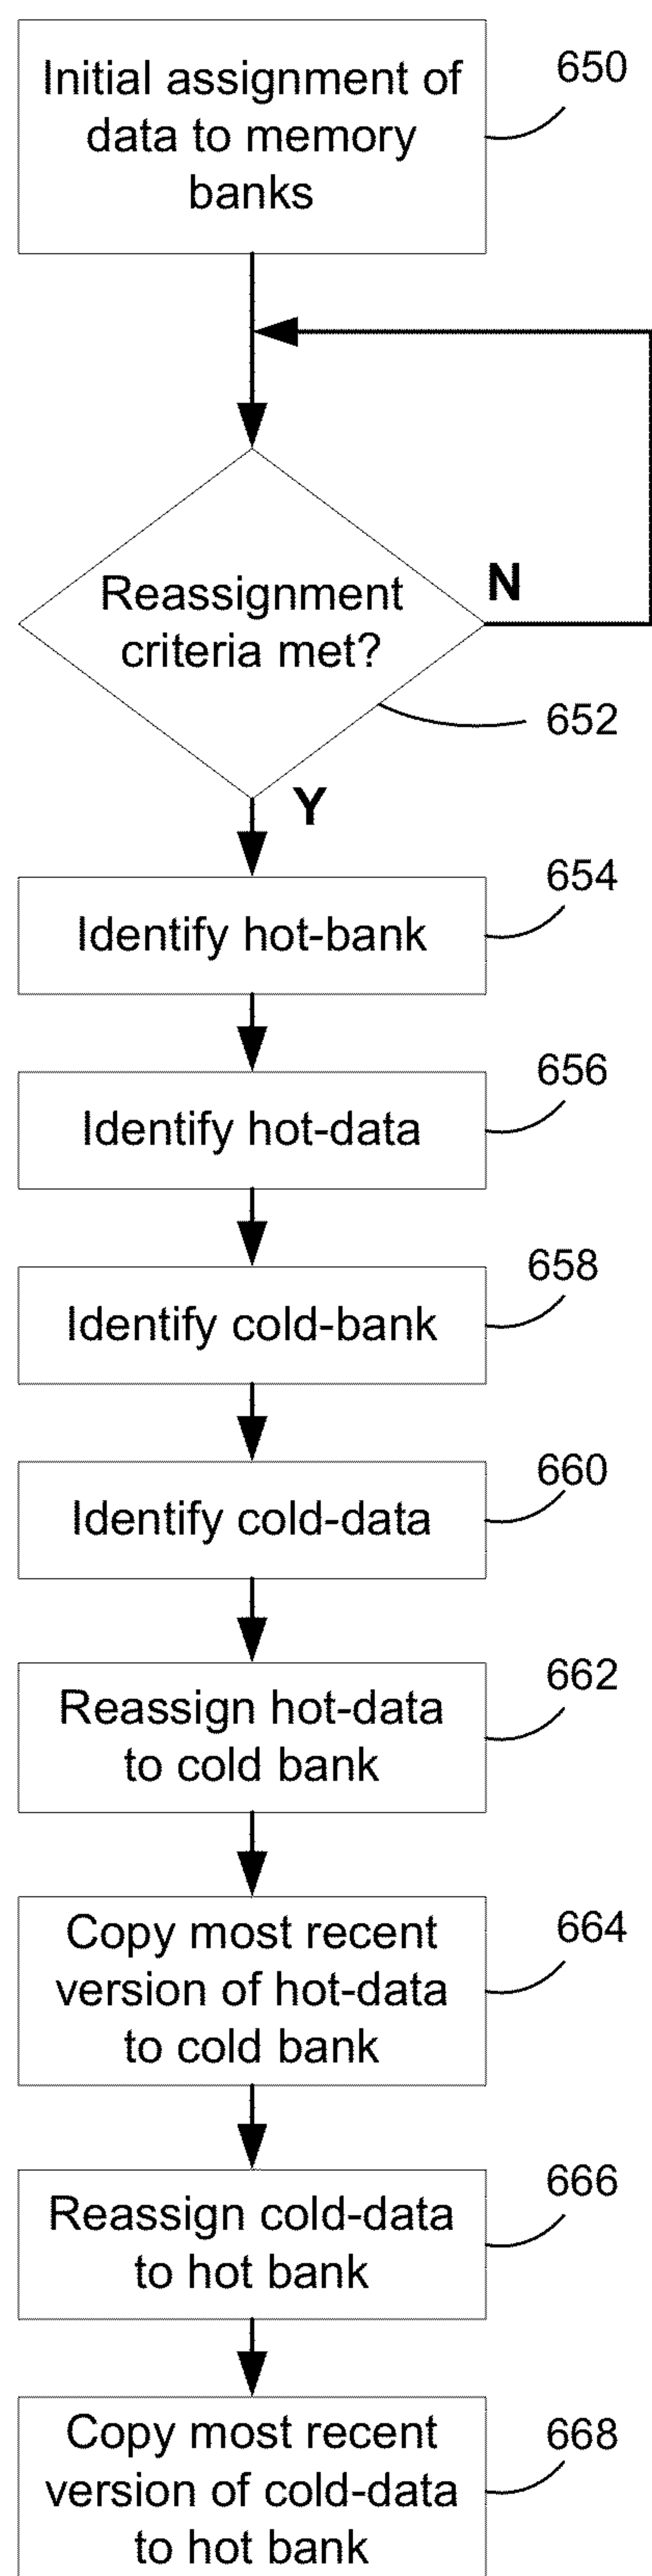 Initial assignment of
data to memory
banks
650
Reassignment
criteria met?
N
652
Y
654
Identify hot-bank
656
Identify hot-data
658
Identify cold-bank
660
Identify cold-data
662
Reassign hot-data
to cold bank
664
Copy most recent
version of hot-data
to cold bank
666
Reassign cold-data
to hot bank
668
Copy most recent
version of cold-data
to hot bank